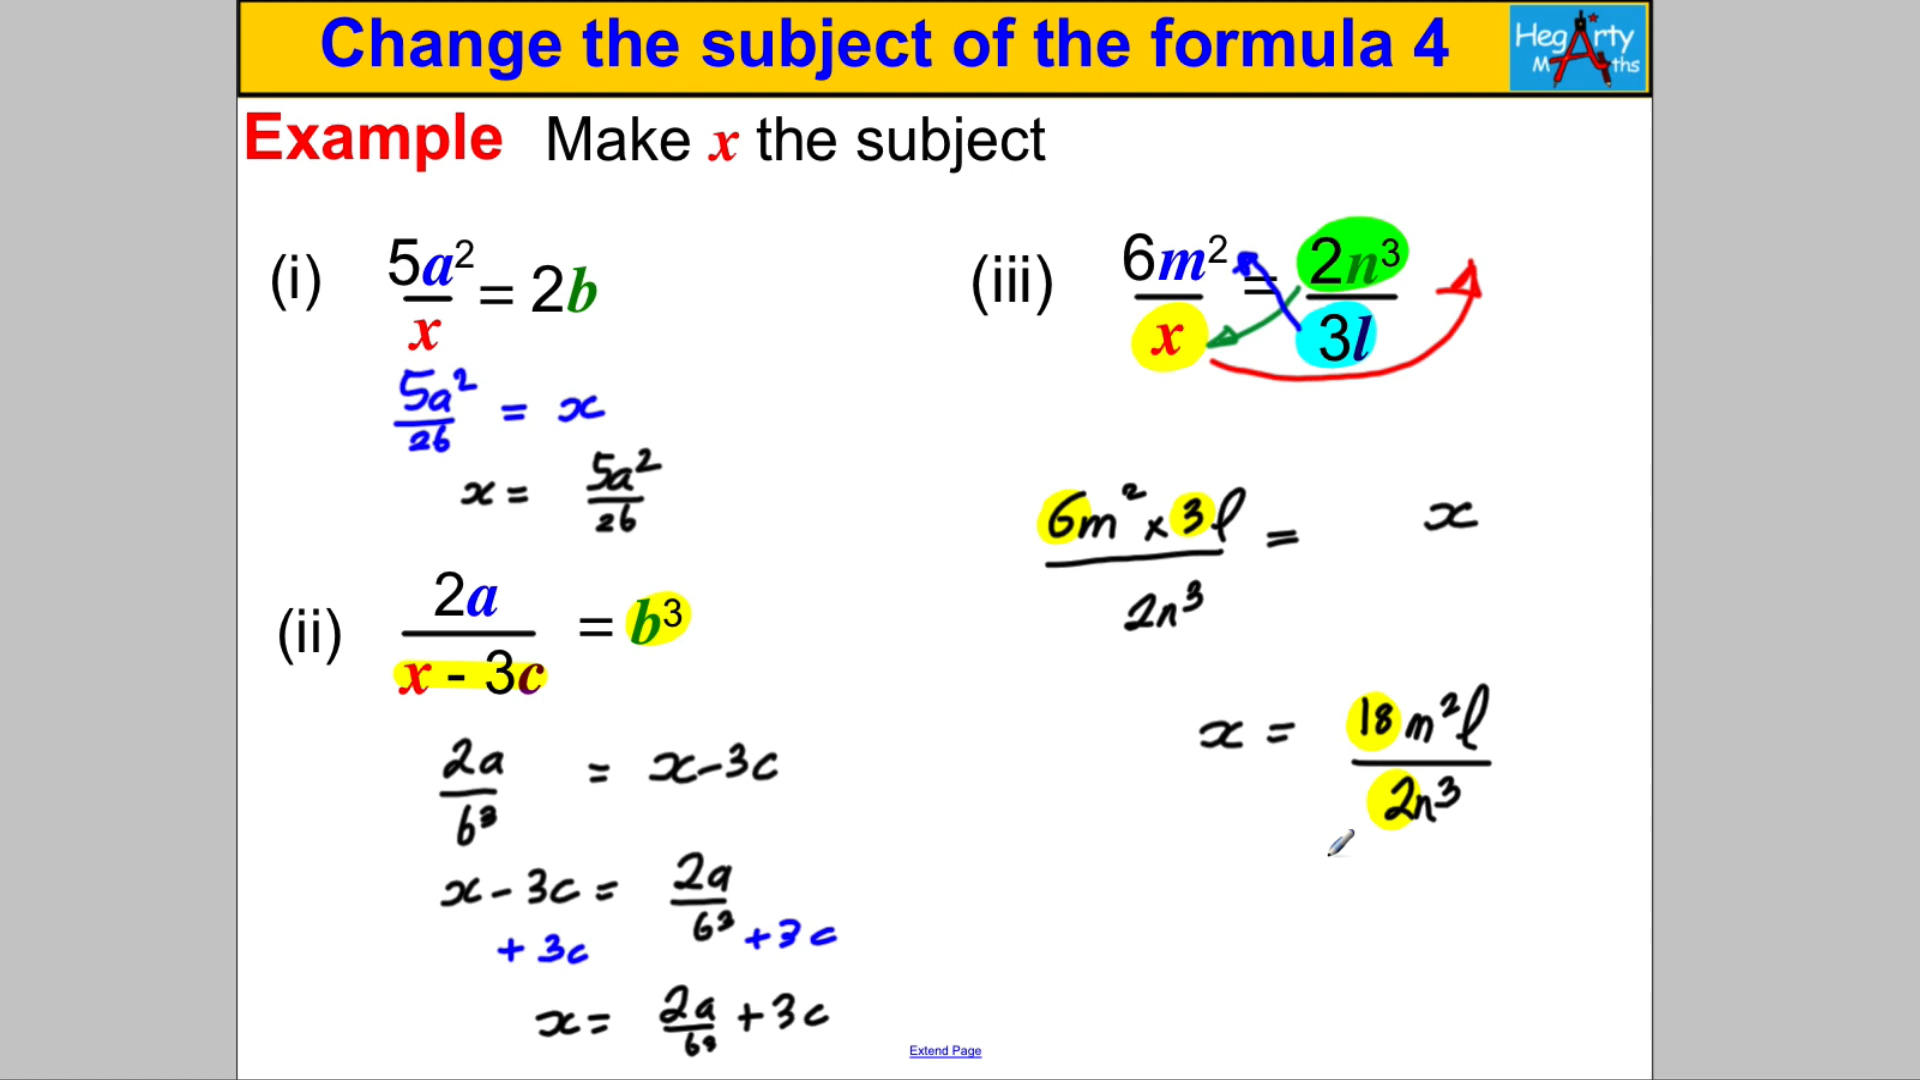 Change the subject of the formula 4
Hegarty
Maths
Example Make x the subject
(i) 5a² / x = 2b
5a² / 2b = x
x = 5a² / 2b
(ii) 2a / x - 3c = b³
2a / b³ = x - 3c
x - 3c = 2a / b³
+ 3c + 3c
x = 2a / b³ + 3c
(iii) 6m² / x = 2n³ / 3l
6m² × 3l / 2n³ = x
x = 18m²l / 2n³
Extend Page